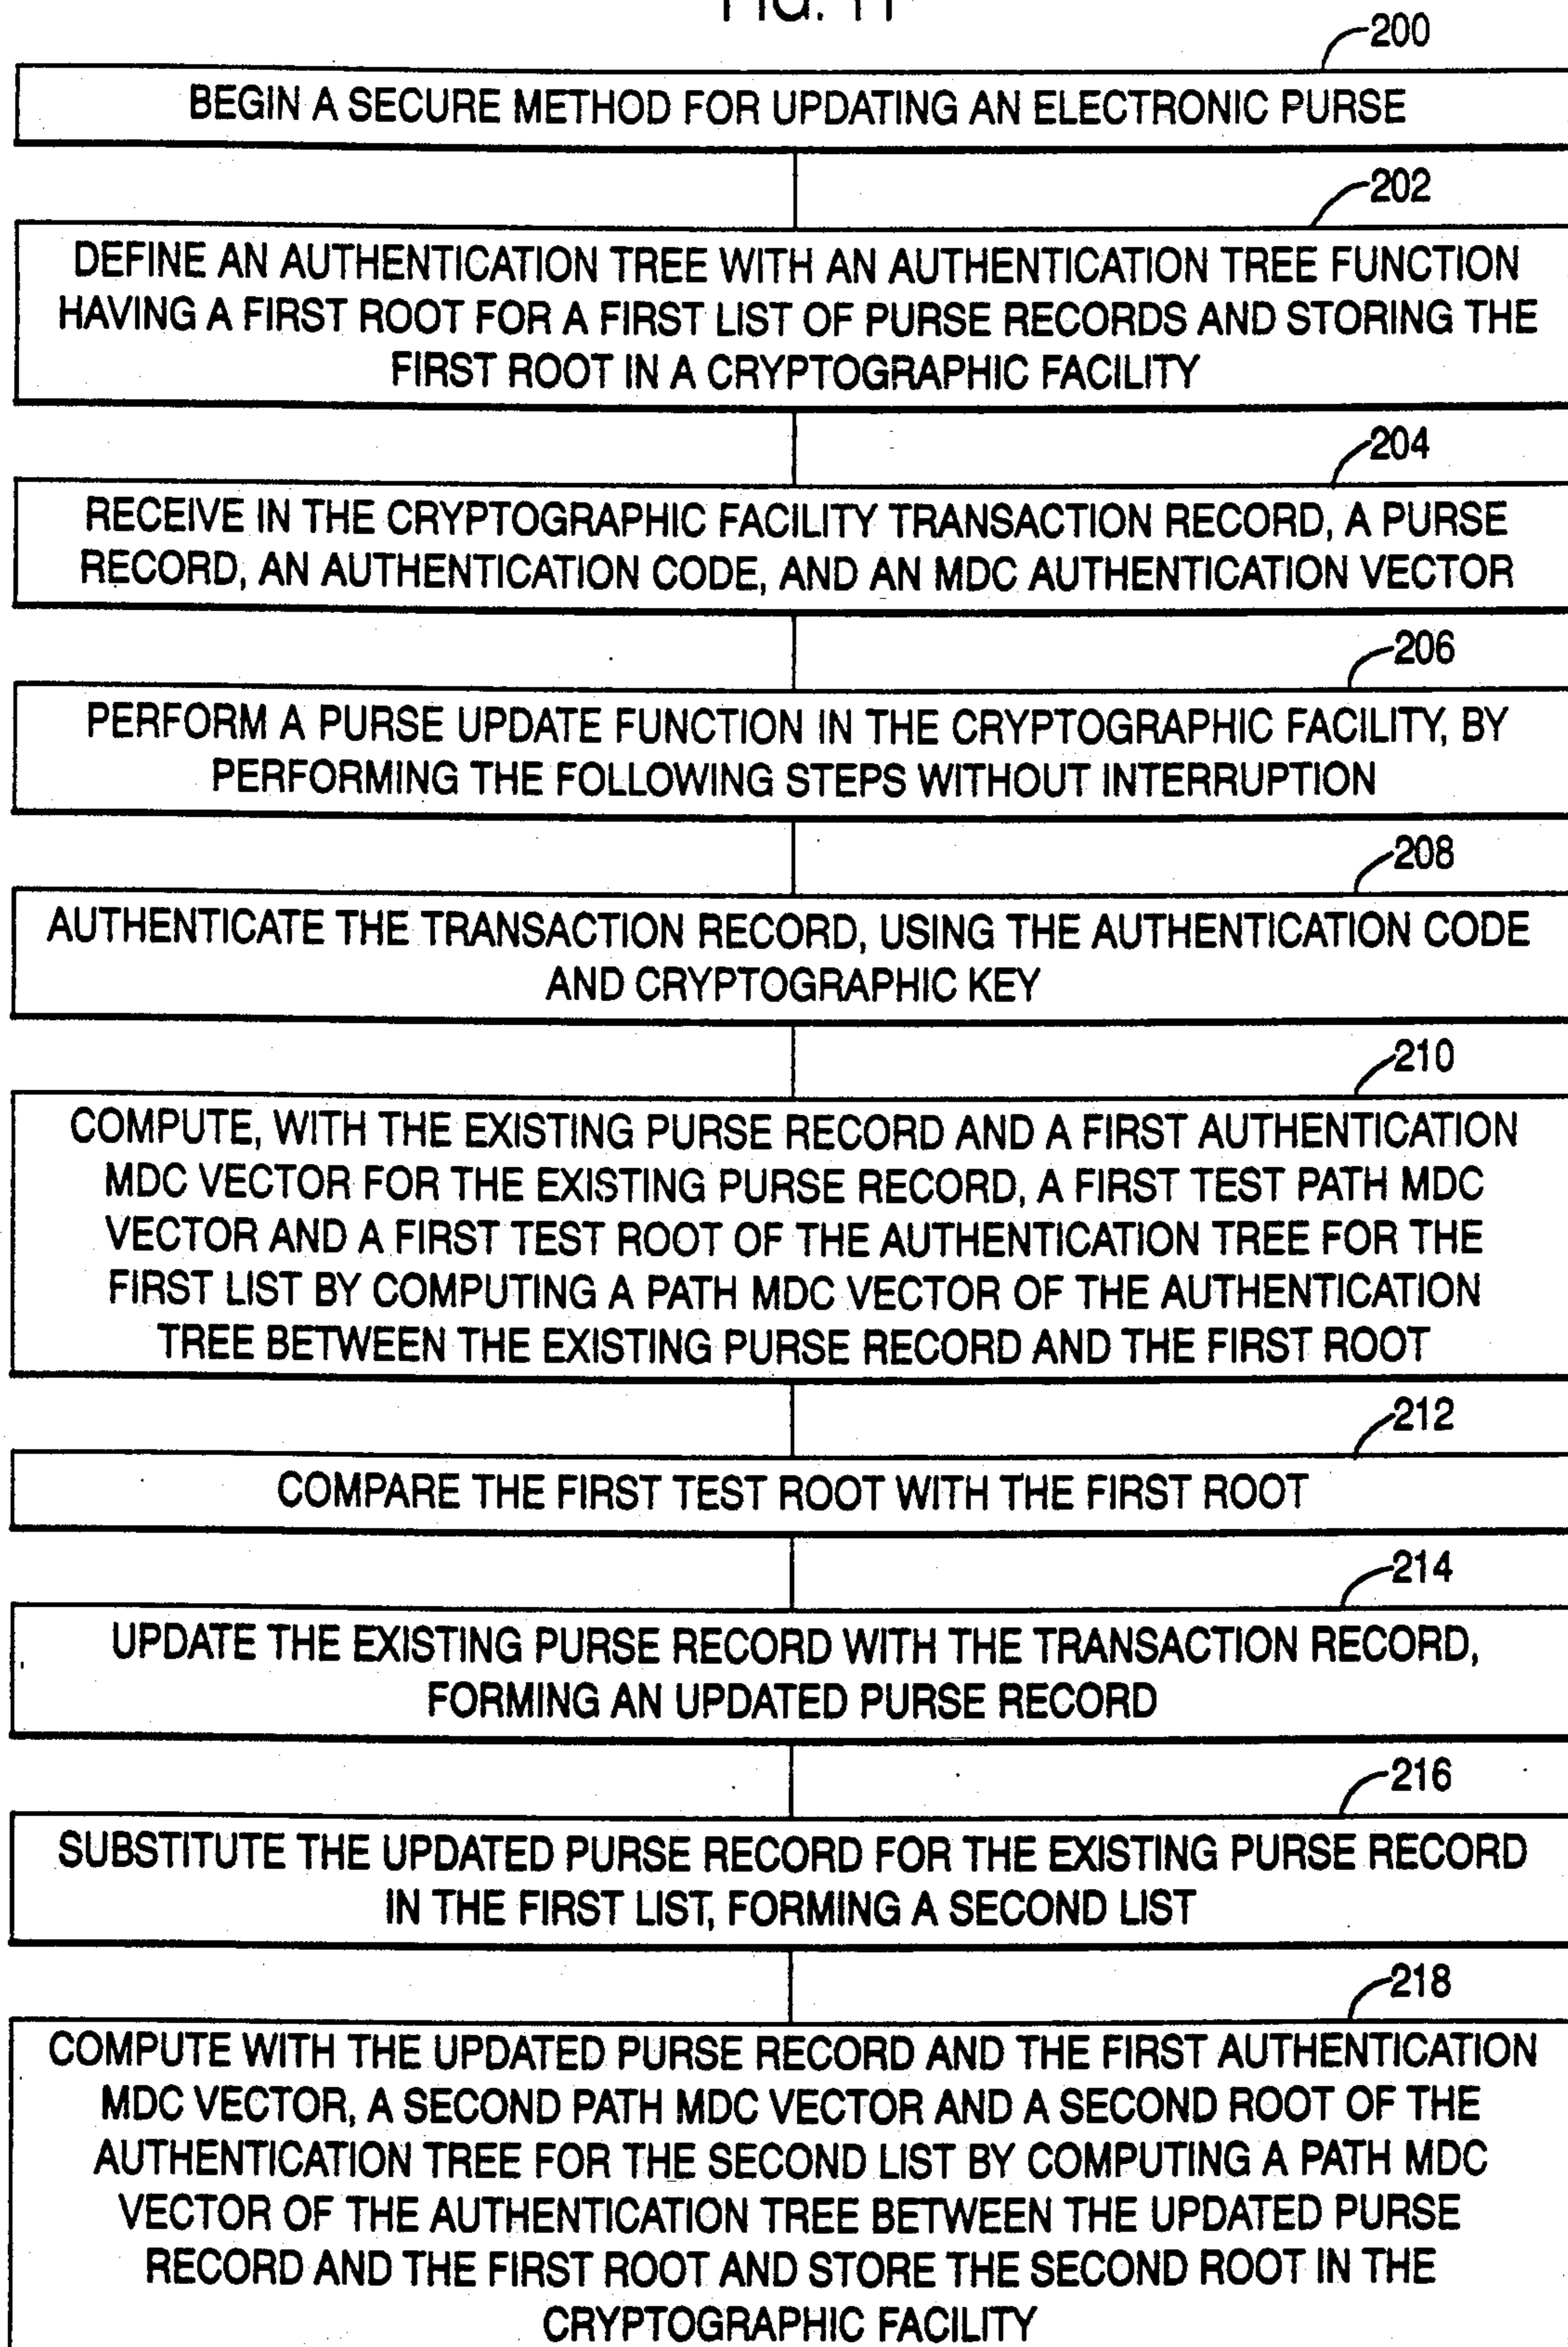 FIG. 11
200
BEGIN A SECURE METHOD FOR UPDATING AN ELECTRONIC PURSE
202
DEFINE AN AUTHENTICATION TREE WITH AN AUTHENTICATION TREE FUNCTION
HAVING A FIRST ROOT FOR A FIRST LIST OF PURSE RECORDS AND STORING THE
FIRST ROOT IN A CRYPTOGRAPHIC FACILITY
204
RECEIVE IN THE CRYPTOGRAPHIC FACILITY TRANSACTION RECORD, A PURSE
RECORD, AN AUTHENTICATION CODE, AND AN MDC AUTHENTICATION VECTOR
206
PERFORM A PURSE UPDATE FUNCTION IN THE CRYPTOGRAPHIC FACILITY, BY
PERFORMING THE FOLLOWING STEPS WITHOUT INTERRUPTION
208
AUTHENTICATE THE TRANSACTION RECORD, USING THE AUTHENTICATION CODE
AND CRYPTOGRAPHIC KEY
210
COMPUTE, WITH THE EXISTING PURSE RECORD AND A FIRST AUTHENTICATION
MDC VECTOR FOR THE EXISTING PURSE RECORD, A FIRST TEST PATH MDC
VECTOR AND A FIRST TEST ROOT OF THE AUTHENTICATION TREE FOR THE
FIRST LIST BY COMPUTING A PATH MDC VECTOR OF THE AUTHENTICATION
TREE BETWEEN THE EXISTING PURSE RECORD AND THE FIRST ROOT
212
COMPARE THE FIRST TEST ROOT WITH THE FIRST ROOT
214
UPDATE THE EXISTING PURSE RECORD WITH THE TRANSACTION RECORD,
FORMING AN UPDATED PURSE RECORD
216
SUBSTITUTE THE UPDATED PURSE RECORD FOR THE EXISTING PURSE RECORD
IN THE FIRST LIST, FORMING A SECOND LIST
218
COMPUTE WITH THE UPDATED PURSE RECORD AND THE FIRST AUTHENTICATION
MDC VECTOR, A SECOND PATH MDC VECTOR AND A SECOND ROOT OF THE
AUTHENTICATION TREE FOR THE SECOND LIST BY COMPUTING A PATH MDC
VECTOR OF THE AUTHENTICATION TREE BETWEEN THE UPDATED PURSE
RECORD AND THE FIRST ROOT AND STORE THE SECOND ROOT IN THE
CRYPTOGRAPHIC FACILITY